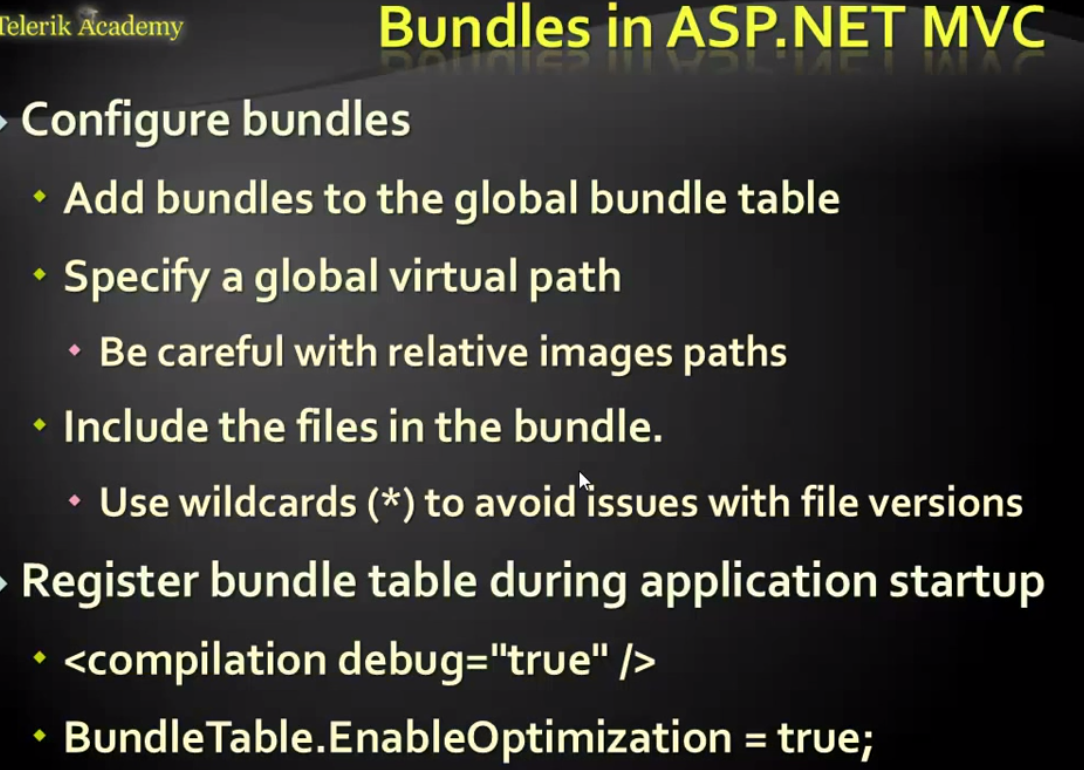 Telerik Academy
Bundles in ASP.NET MVC
Configure bundles
Add bundles to the global bundle table
Specify a global virtual path
Be careful with relative images paths
Include the files in the bundle.
Use wildcards (*) to avoid issues with file versions
Register bundle table during application startup
<compilation debug="true" />
BundleTable.EnableOptimization = true;